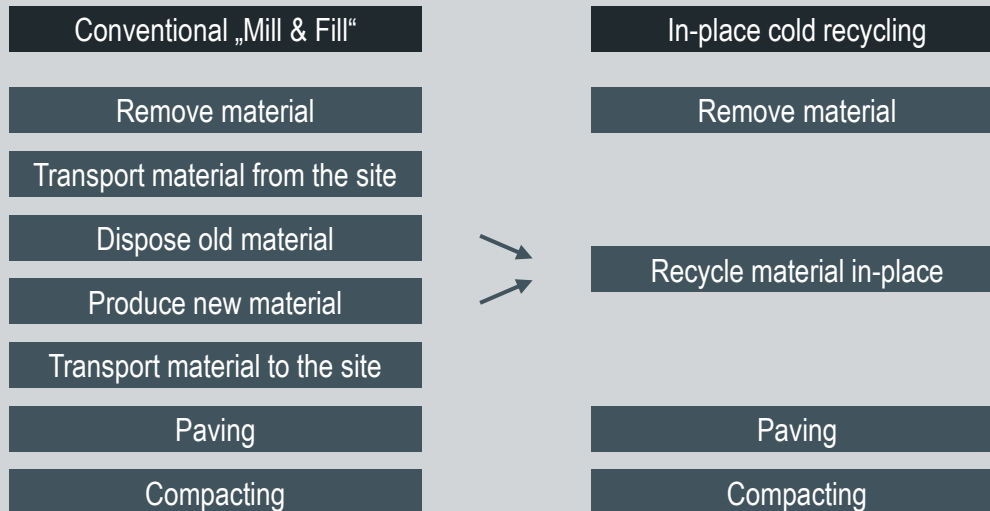 Conventional „Mill & Fill“
Remove material
Transport material from the site
Dispose old material
Produce new material
Transport material to the site
Paving
Compacting
In-place cold recycling
Remove material
Recycle material in-place
Paving
Compacting